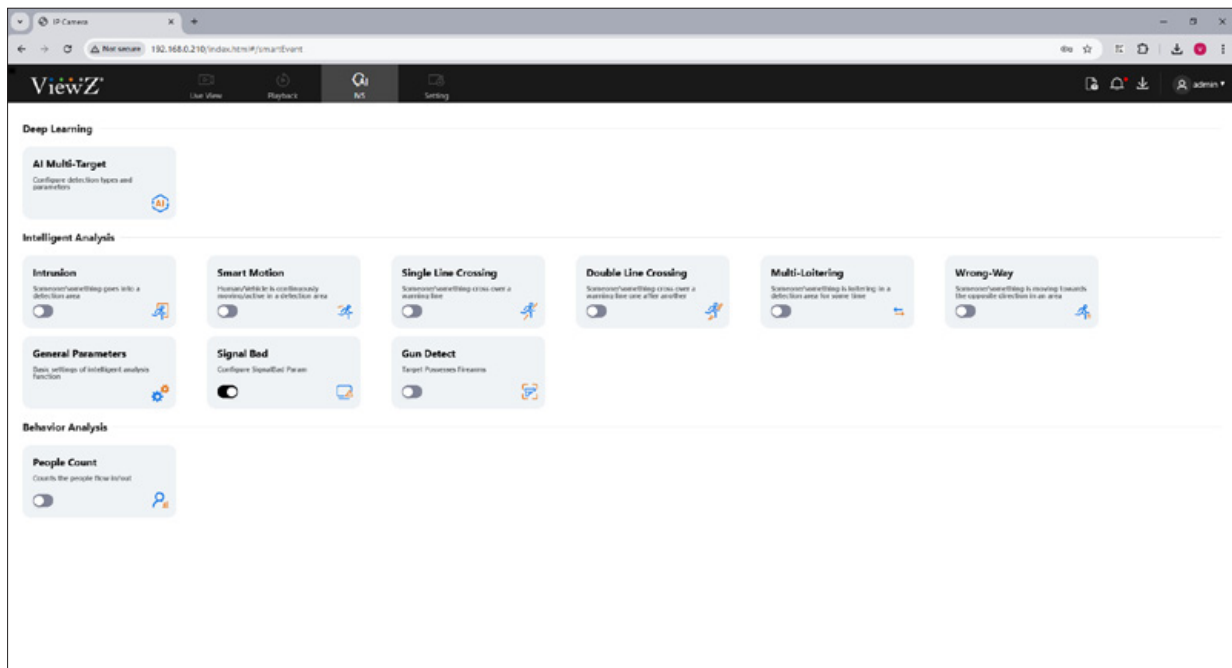 IP Camera
Not secure 192.168.0.210/index.html#/smartEvent
ViewZ
Live View
Playback
IVS
Setting
admin
Deep Learning
AI Multi-Target
Configure detection types and
parameters
AI
Intelligent Analysis
Intrusion
Someone/something goes into a
detection area
Smart Motion
Human/Vehicle is continuously
moving/active in a detection area
Single Line Crossing
Someone/something cross over a
warning line
Double Line Crossing
Someone/something cross over a
warning line one after another
Multi-Loitering
Someone/something is loitering in a
detection area for some time
Wrong-Way
Someone/something is moving towards
the opposite direction in an area
General Parameters
Basic settings of intelligent analysis
function
Signal Bad
Configure SignalBad Param
Gun Detect
Target Possesses Firearms
Behavior Analysis
People Count
Counts the people flow in/out